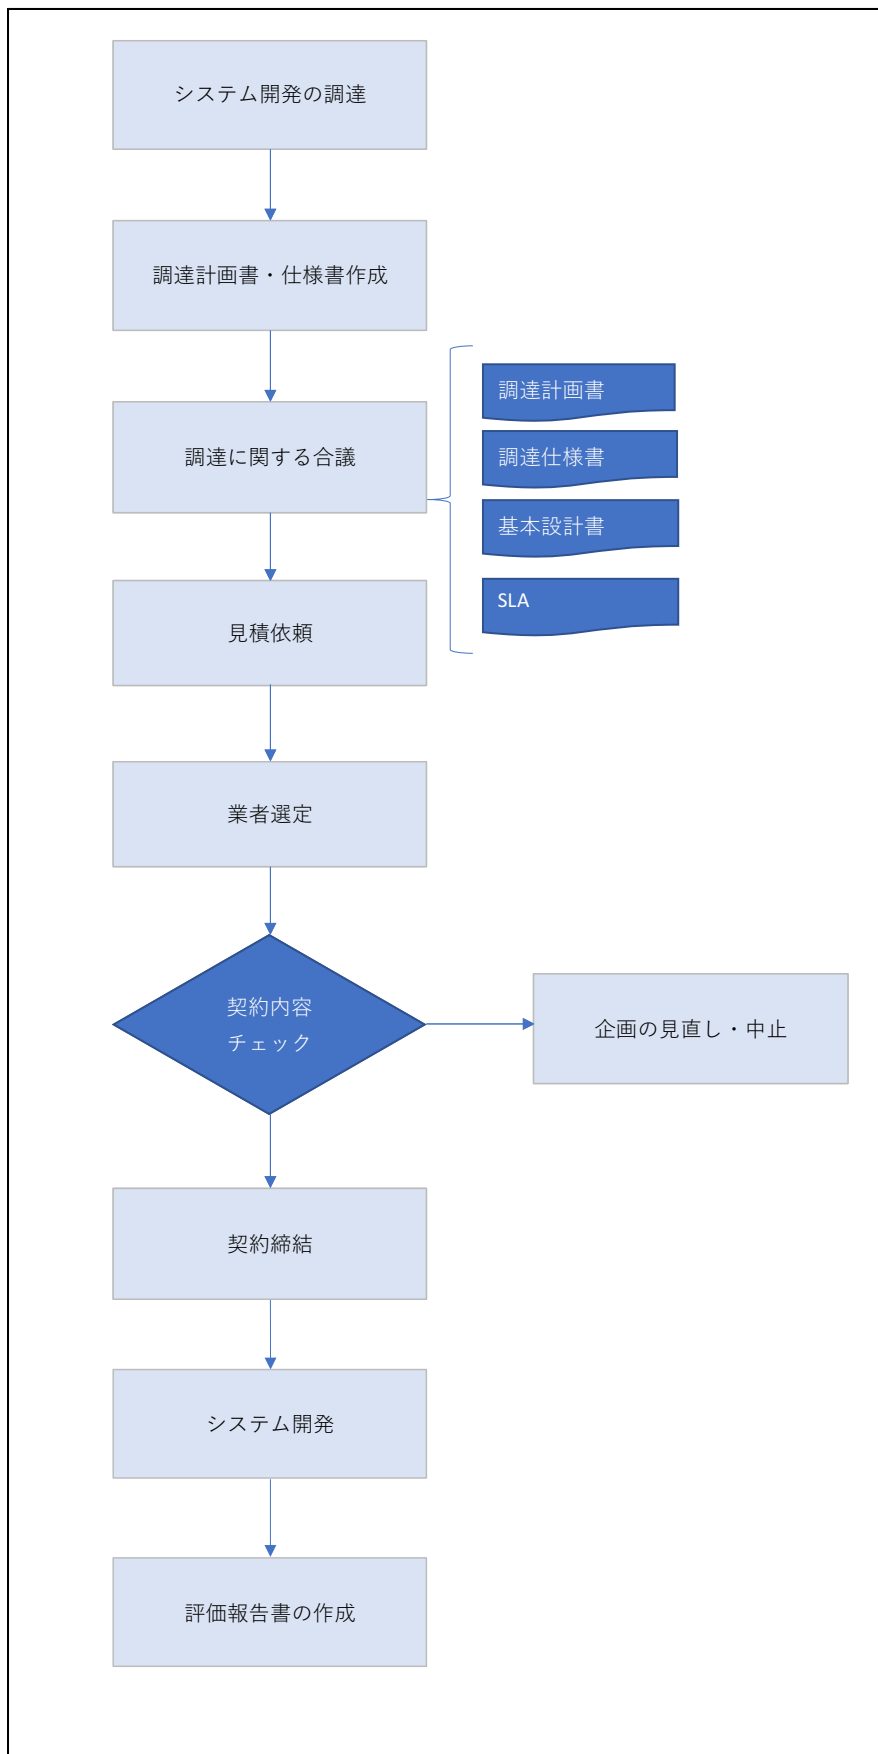 システム開発の調達
調達計画書・仕様書作成
調達に関する合議
調達計画書
調達仕様書
基本設計書
SLA
見積依頼
業者選定
契約内容
チェック
企画の見直し・中止
契約締結
システム開発
評価報告書の作成